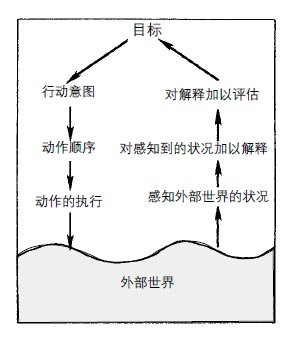 目标
行动意图
对解释加以评估
动作顺序
对感知到的状况加以解释
动作的执行
感知外部世界的状况
外部世界